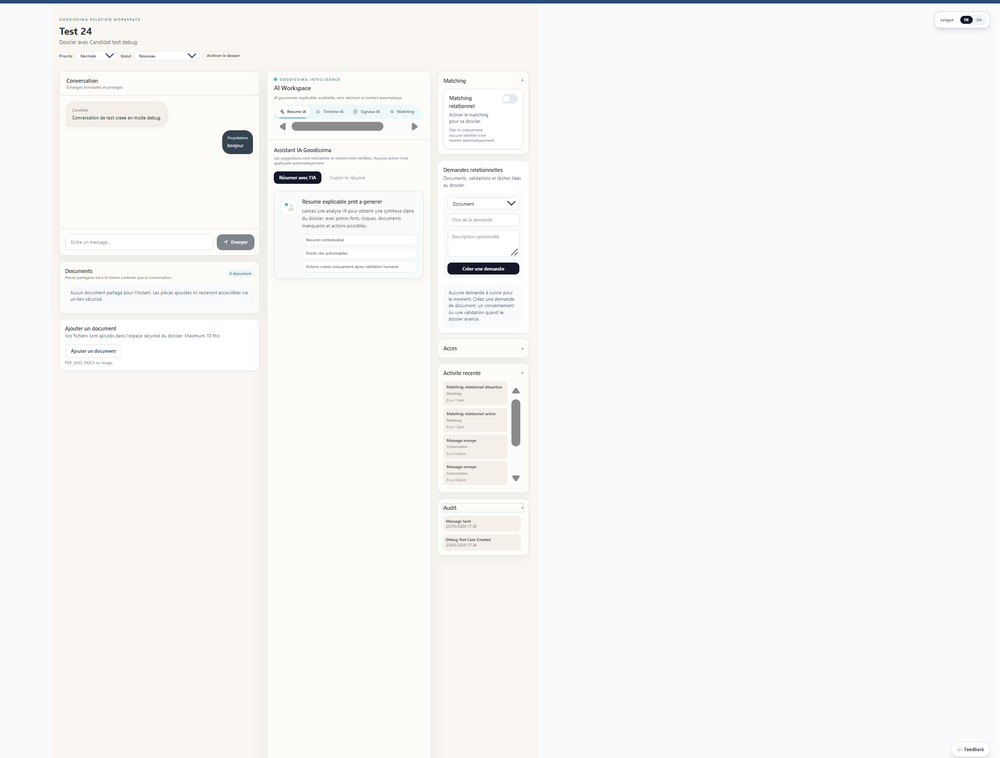 GOODISSIMA RELATION WORKSPACE
Test 24
Dossier avec Candidat test debug
Priorite
Normale
Statut
Nouveau
Archiver le dossier
Langue
FR
EN
Conversation
Échanges horodatés et protégés.
Candidat
Conversation de test creee en mode debug.
Proprietaire
bonjour
Ecrire un message...
Envoyer
Documents
Pieces partagees dans le meme contexte que la conversation.
0 document
Aucun document partagé pour l'instant. Les pièces ajoutées ici resteront accessibles via
un lien sécurisé.
Ajouter un document
Vos fichiers sont ajoutés dans l'espace sécurisé du dossier. Maximum 10 Mo.
Ajouter un document
PDF, DOC, DOCX ou image.
GOODISSIMA INTELLIGENCE
AI Workspace
IA gouvernee, explicable, auditable, sans decision ni contact automatique.
Resume IA
Timeline IA
Signaux IA
Matching
Assistant IA Goodissima
Les suggestions sont indicatives et doivent être vérifiées. Aucune action n'est
appliquée automatiquement.
Résumer avec l'IA
Copier le résumé
Resume explicable pret a generer
Lancez une analyse IA pour obtenir une synthese claire
du dossier, avec points forts, risques, documents
manquants et actions possibles.
Resume contextualise
Points cles actionnables
Actions creees uniquement apres validation humaine
Matching
Matching
relationnel
Activer le matching
pour ce dossier.
Opt-in uniquement.
Aucune identite n'est
revelee automatiquement.
Demandes relationnelles
Documents, validations et tâches liées
au dossier.
Document
Titre de la demande
Description optionnelle
Créer une demande
Aucune demande à suivre pour
le moment. Créez une demande
de document, un consentement
ou une validation quand le
dossier avance.
Acces
Activite recente
Matching relationnel desactive
Matching
Il y a 1 jour
Matching relationnel active
Matching
Il y a 1 jour
Message envoye
Conversation
Il y a 4 jours
Message envoye
Conversation
Il y a 4 jours
Audit
Message Sent
23/05/2026 17:38
Debug Test Case Created
23/05/2026 17:34
Feedback